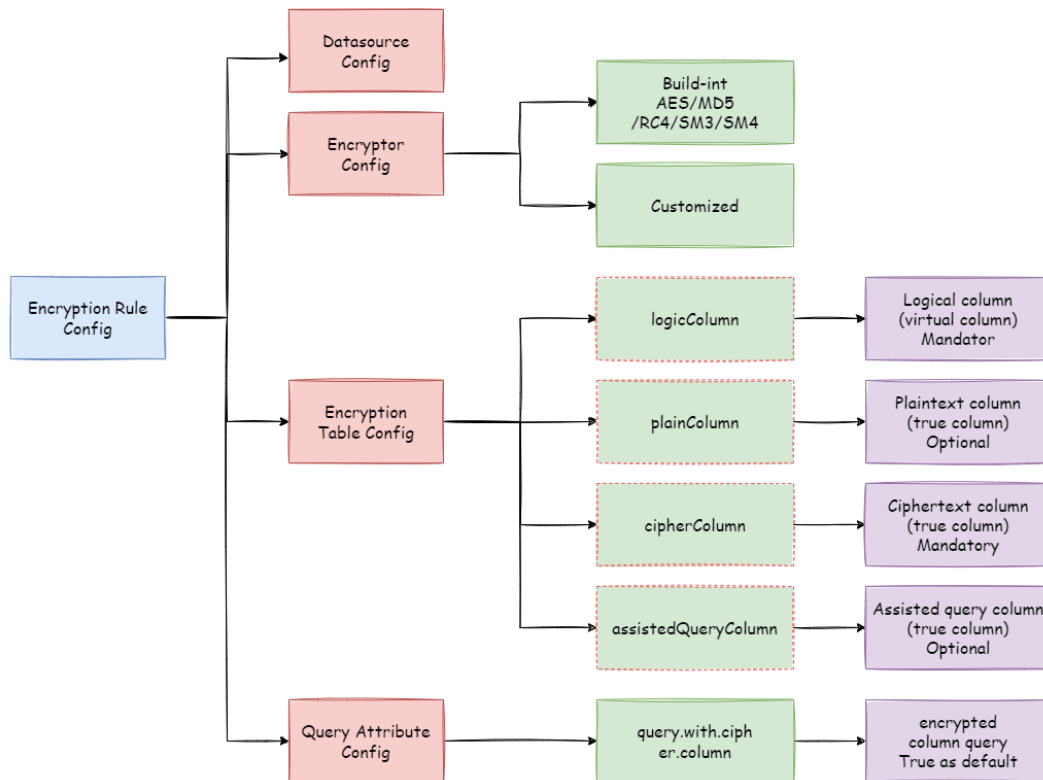 Datasource
Config
Build-int
AES/MD5
/RC4/SM3/SM4
Encryptor
Config
Customized
Encryption Rule
Config
logicColumn
Logical column
(virtual column)
Mandator
Encryption
Table Config
plainColumn
Plaintext column
(true column)
Optional
cipherColumn
Ciphertext column
(true column)
Mandatory
assistedQueryColumn
Assisted query column
(true column)
Optional
Query Attribute
Config
query.with.ciph
er.column
encrypted
column query
True as default